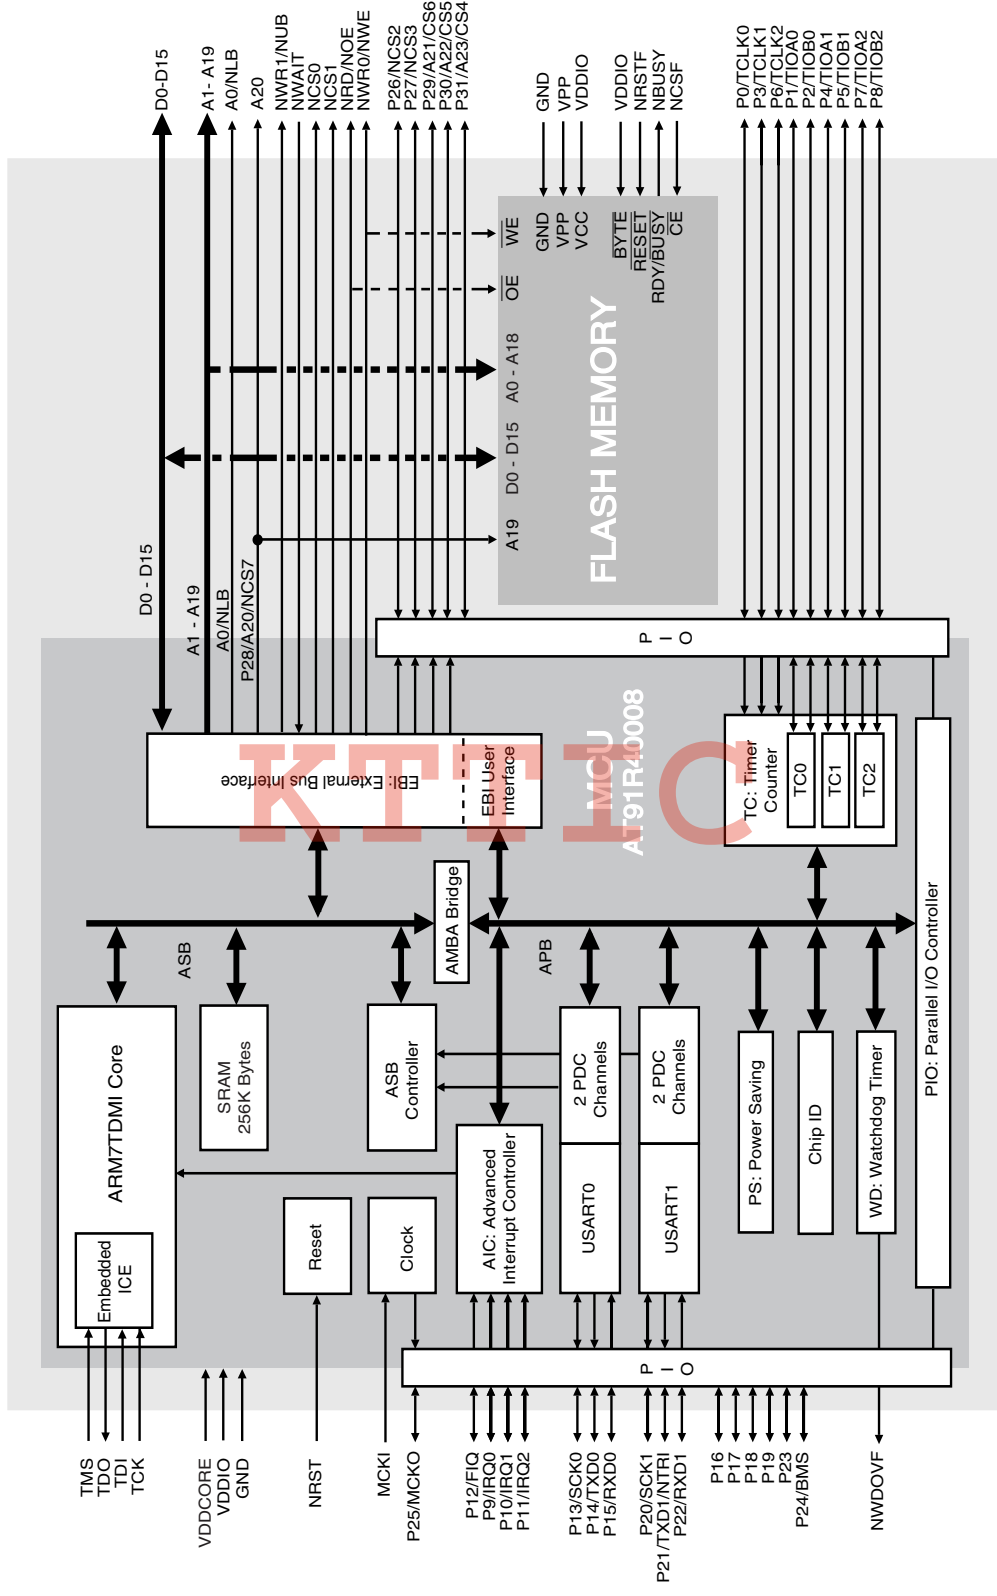 TMS
TDO
TDI
TCK
VDDCORE
VDDIO
GND
NRST
MCKI
P25/MCKO
P12/FIQ
P9/IRQ0
P10/IRQ1
P11/IRQ2
P13/SCK0
P14/TXD0
P15/RXD0
P20/SCK1
P21/TXD1/NTRI
P22/RXD1
P16
P17
P18
P19
P23
P24/BMS
NWDOVF
P I O
Embedded
ICE
ARM7TDMI Core
Reset
Clock
SRAM
256K Bytes
ASB
Controller
AIC: Advanced
Interrupt Controller
USART0
2 PDC
Channels
USART1
2 PDC
Channels
PS: Power Saving
Chip ID
WD: Watchdog Timer
PIO: Parallel I/O Controller
ASB
AMBA Bridge
APB
EBI: External Bus Interface
EBI User
Interface
MCU
AT91R40008
TC: Timer
Counter
TC0
TC1
TC2
P I O
KTTIC
D0 - D15
A1 - A19
A0/NLB
P28/A20/NCS7
FLASH MEMORY
A19
D0 - D15
A0 - A18
OE
WE
GND
VPP
VCC
BYTE
RESET
RDY/BUSY
CE
D0-D15
A1- A19
A0/NLB
A20
NWR1/NUB
NWAIT
NCS0
NCS1
NRD/NOE
NWR0/NWE
P26/NCS2
P27/NCS3
P29/A21/CS6
P30/A22/CS5
P31/A23/CS4
GND
VPP
VDDIO
VDDIO
NRSTF
NBUSY
NCSF
P0/TCLK0
P3/TCLK1
P6/TCLK2
P1/TIOA0
P2/TIOB0
P4/TIOA1
P5/TIOB1
P7/TIOA2
P8/TIOB2